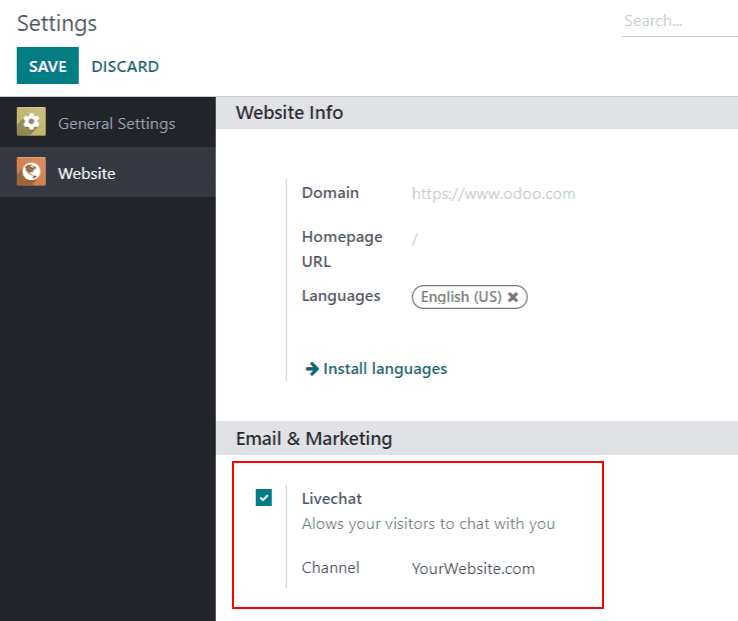 Settings
Search...
SAVE DISCARD
General Settings
Website
Website Info
Domain https://www.odoo.com
Homepage URL /
Languages English (US) ✖
➔ Install languages
Email & Marketing
Livechat
Alows your visitors to chat with you
Channel YourWebsite.com